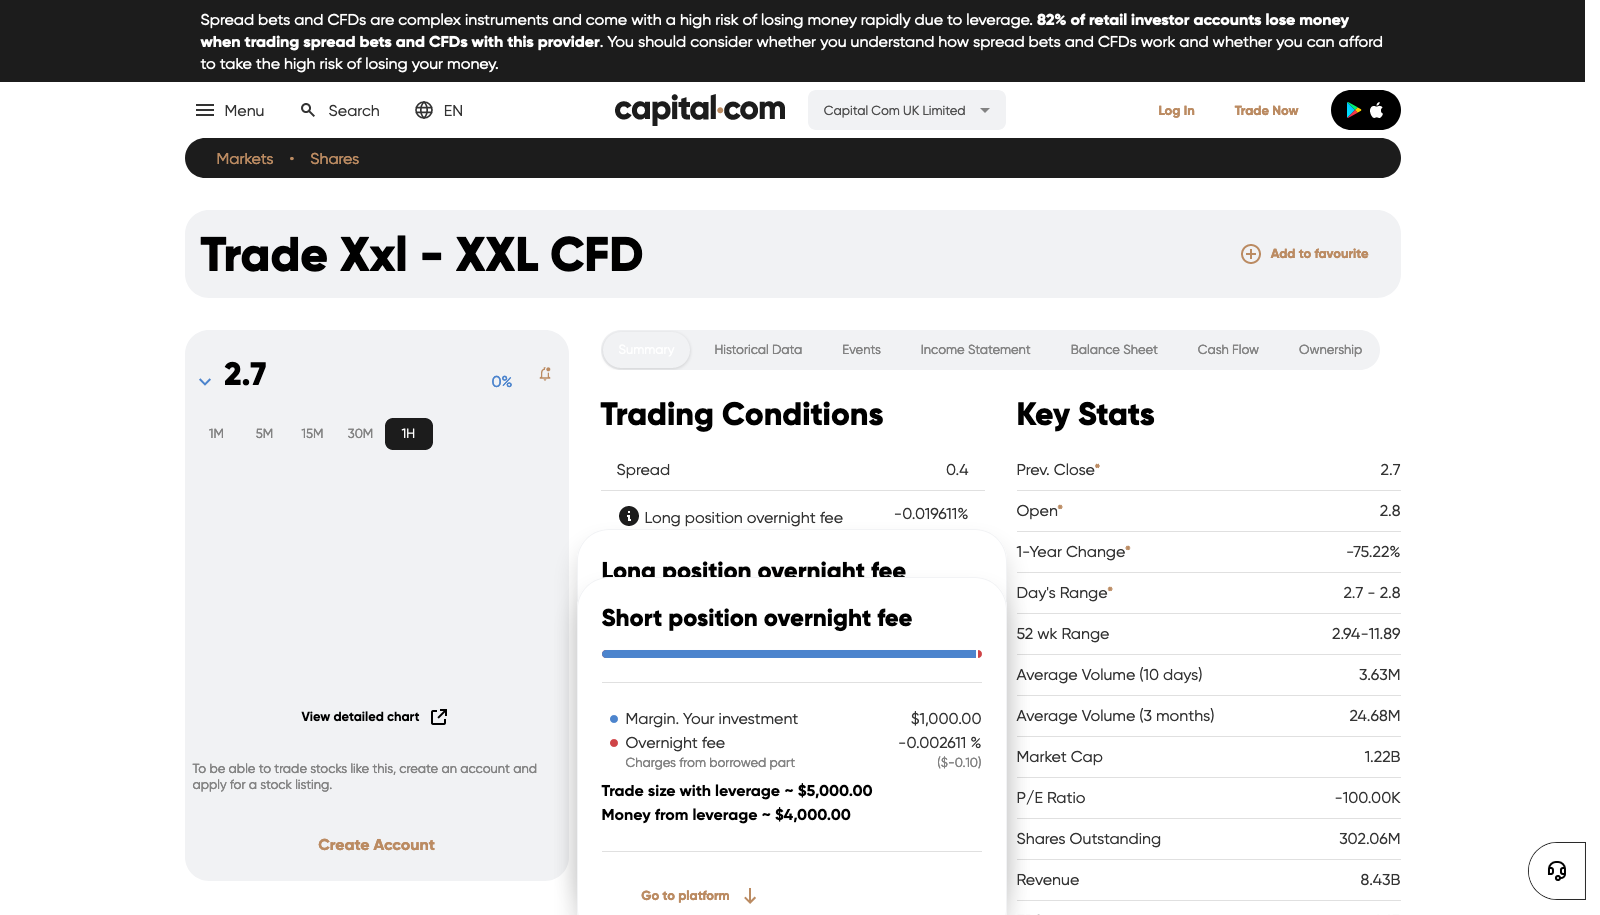 Spread bets and CFDs are complex instruments and come with a high risk of losing money rapidly due to leverage. 82% of retail investor accounts lose money
when trading spread bets and CFDs with this provider. You should consider whether you understand how spread bets and CFDs work and whether you can afford
to take the high risk of losing your money.
Menu Search EN capital.com Capital Com UK Limited Log In Trade Now
Markets • Shares
Trade Xxl - XXL CFD Add to favourite
2.7 0%
1M 5M 15M 30M 1H
View detailed chart
To be able to trade stocks like this, create an account and
apply for a stock listing.
Create Account
Summary Historical Data Events Income Statement Balance Sheet Cash Flow Ownership
Trading Conditions
Spread 0.4
Long position overnight fee -0.019611%
Long position overnight fee
Short position overnight fee
Margin. Your investment $1,000.00
Overnight fee -0.002611 %
Charges from borrowed part ($-0.10)
Trade size with leverage ~ $5,000.00
Money from leverage ~ $4,000.00
Go to platform
Key Stats
Prev. Close* 2.7
Open* 2.8
1-Year Change* -75.22%
Day's Range* 2.7 - 2.8
52 wk Range 2.94-11.89
Average Volume (10 days) 3.63M
Average Volume (3 months) 24.68M
Market Cap 1.22B
P/E Ratio -100.00K
Shares Outstanding 302.06M
Revenue 8.43B